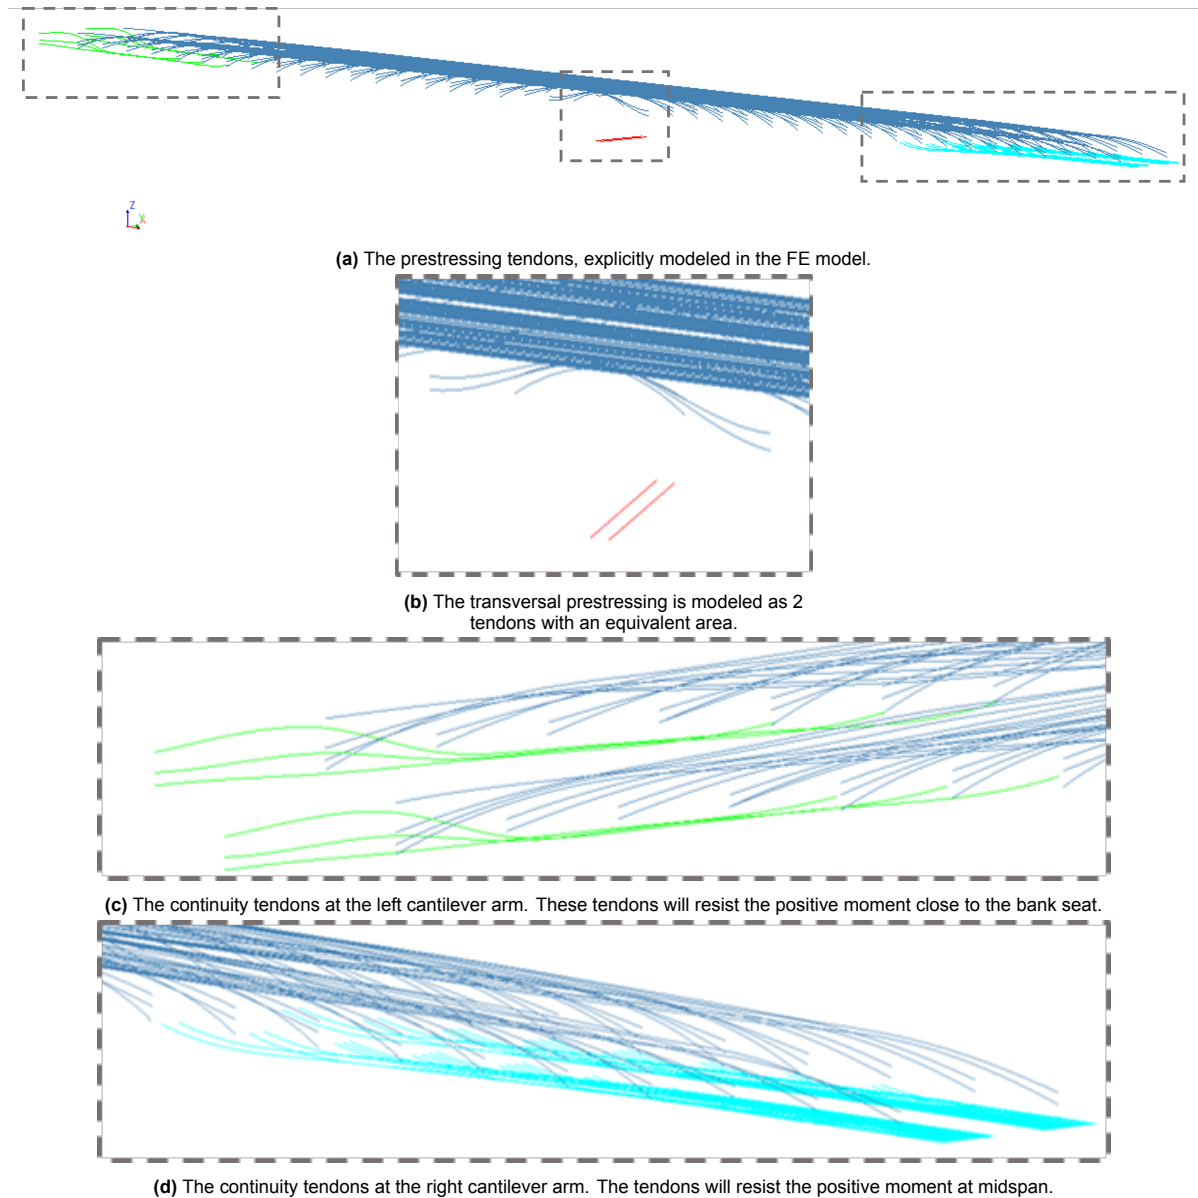 Z
X
(a) The prestressing tendons, explicitly modeled in the FE model.
(b) The transversal prestressing is modeled as 2
tendons with an equivalent area.
(c) The continuity tendons at the left cantilever arm. These tendons will resist the positive moment close to the bank seat.
(d) The continuity tendons at the right cantilever arm. The tendons will resist the positive moment at midspan.